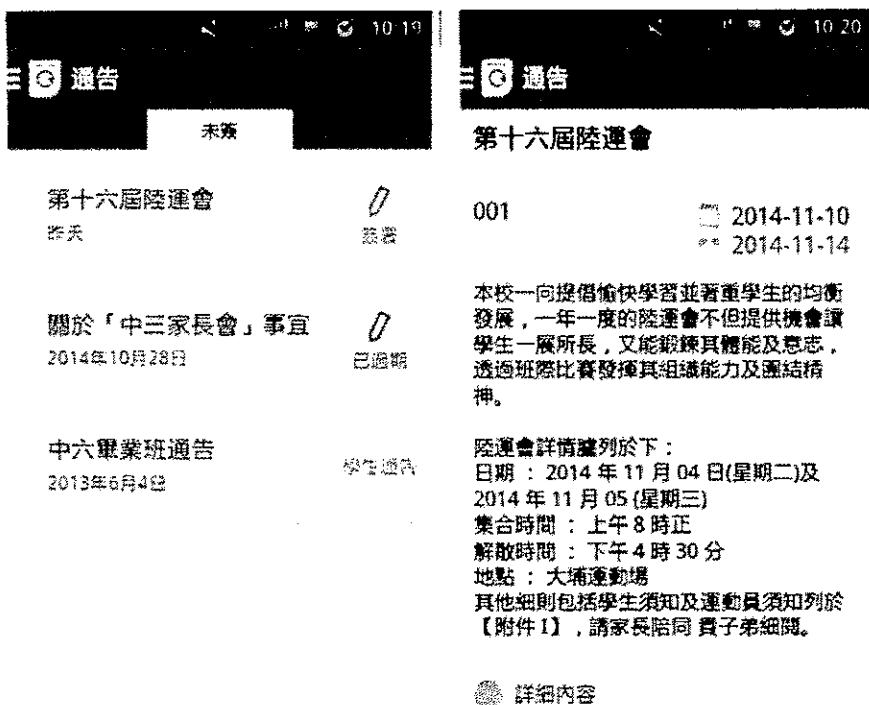 10:19
通告
未簽
第十六屆陸運會
昨天
簽署
關於「中三家長會」事宜
2014年10月28日
已過期
中六畢業班通告
2013年6月4日
學生通告
10:20
通告
第十六屆陸運會
001
2014-11-10
2014-11-14
本校一向提倡愉快學習並著重學生的均衡
發展，一年一度的陸運會不但提供機會讓
學生一展所長，又能鍛鍊其體能及意志，
透過班際比賽發揮其組織能力及團結精
神。
陸運會詳情臚列於下：
日期 ： 2014 年 11 月 04 日(星期二)及
2014 年 11 月 05 (星期三)
集合時間 ： 上午 8 時正
解散時間 ： 下午 4 時 30 分
地點 ： 大埔運動場
其他細則包括學生須知及運動員須知列於
【附件 I】，請家長陪同 貴子弟細閱。
詳細內容